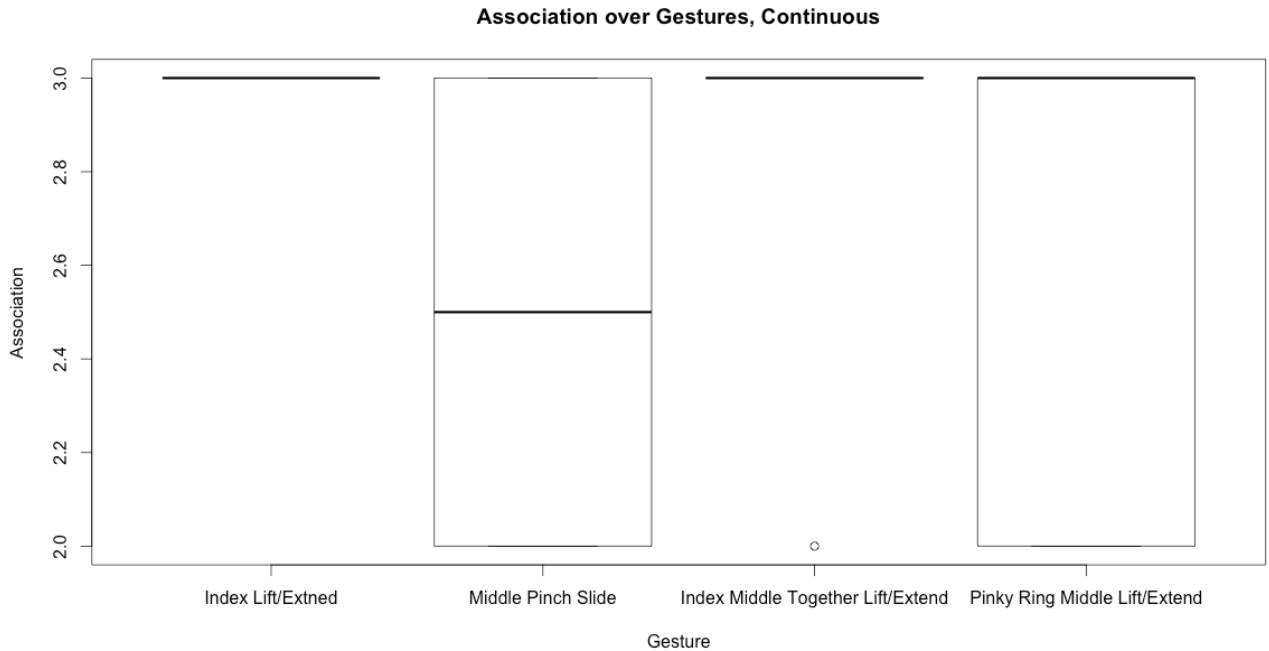 Association over Gestures, Continuous
3.0
2.8
2.6
2.4
2.2
2.0
Association
Index Lift/Extned
Middle Pinch Slide
Index Middle Together Lift/Extend
Pinky Ring Middle Lift/Extend
Gesture